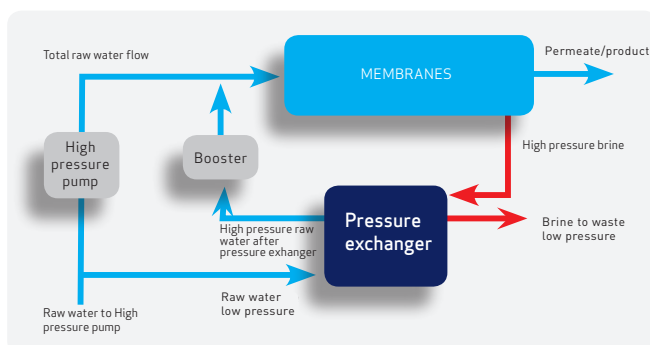 Total raw water flow
MEMBRANES
Permeate/product
High
pressure
pump
Booster
High pressure brine
High pressure raw
water after
pressure exhanger
Pressure
exchanger
Brine to waste
low pressure
Raw water
low pressure
Raw water to High
pressure pump